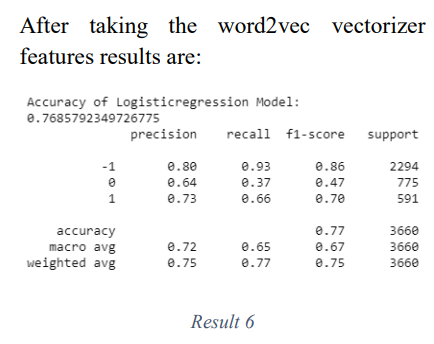 After taking the word2vec vectorizer
features results are:
Accuracy of Logisticregression Model:
0.7685792349726775
precision recall f1-score support
-1 0.80 0.93 0.86 2294
0 0.64 0.37 0.47 775
1 0.73 0.66 0.70 591
accuracy 0.77 3660
macro avg 0.72 0.65 0.67 3660
weighted avg 0.75 0.77 0.75 3660
Result 6